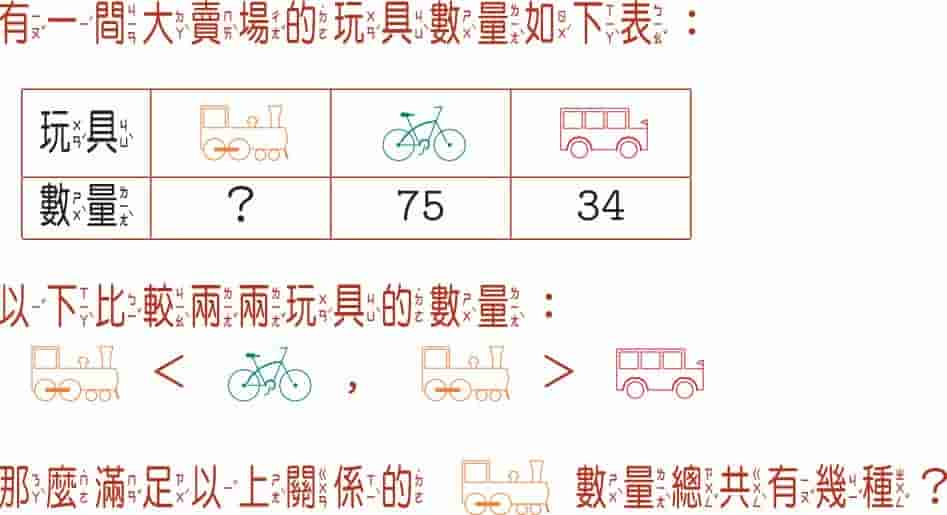 有一間大賣場的玩具數量如下表：
玩具
數量 ? 75 34
以下比較兩兩玩具的數量：
< , >
那麼滿足以上關係的 數量總共有幾種？